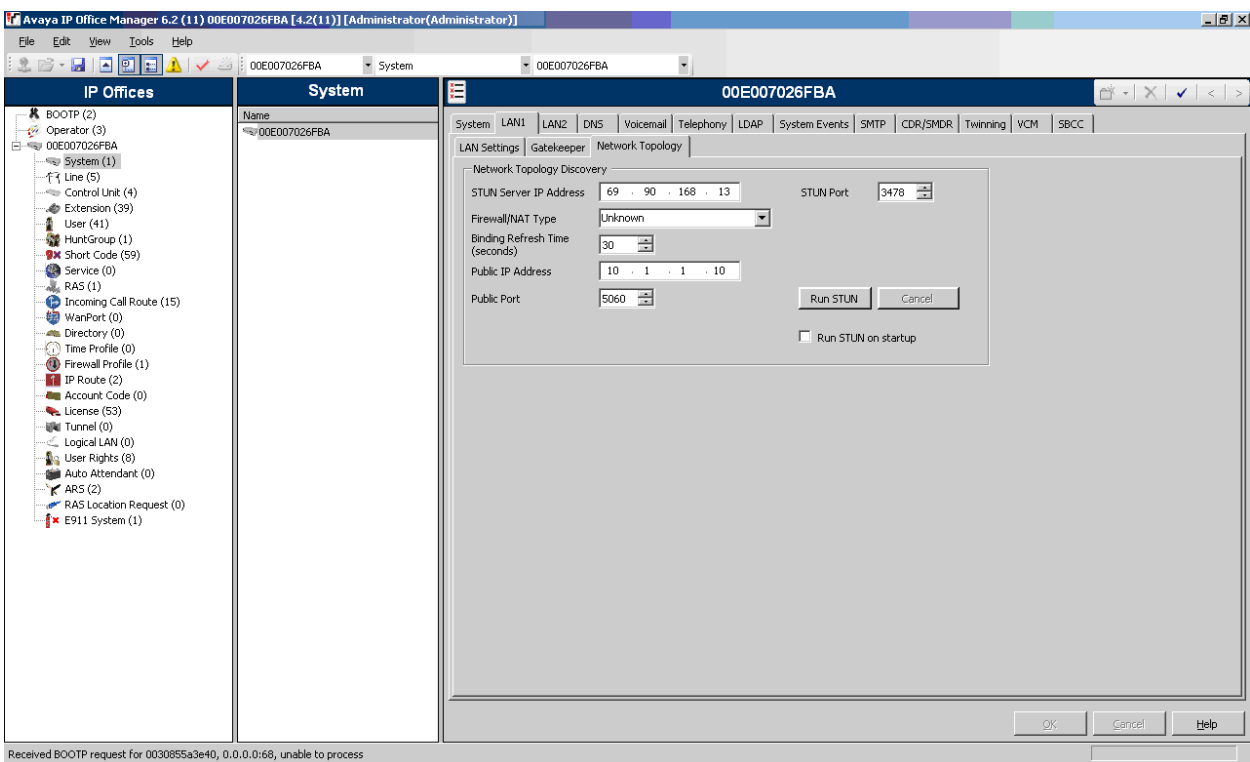 Avaya IP Office Manager 6.2 (11) 00E007026FBA [4.2(11)] [Administrator(Administrator)]
File Edit View Tools Help
00E007026FBA System 00E007026FBA
IP Offices
BOOTP (2)
Operator (3)
00E007026FBA
System (1)
Line (5)
Control Unit (4)
Extension (39)
User (41)
HuntGroup (1)
Short Code (59)
Service (0)
RAS (1)
Incoming Call Route (15)
WanPort (0)
Directory (0)
Time Profile (0)
Firewall Profile (1)
IP Route (2)
Account Code (0)
License (53)
Tunnel (0)
Logical LAN (0)
User Rights (8)
Auto Attendant (0)
ARS (2)
RAS Location Request (0)
E911 System (1)
System
Name
00E007026FBA
00E007026FBA
System LAN1 LAN2 DNS Voicemail Telephony LDAP System Events SMTP CDR/SMDR Twinning VCM SBCC
LAN Settings Gatekeeper Network Topology
Network Topology Discovery
STUN Server IP Address 69 . 90 . 168 . 13 STUN Port 3478
Firewall/NAT Type Unknown
Binding Refresh Time
(seconds) 30
Public IP Address 10 . 1 . 1 . 10
Public Port 5060 Run STUN Cancel
Run STUN on startup
OK Cancel Help
Received BOOTP request for 0030855a3e40, 0.0.0.0:68, unable to process